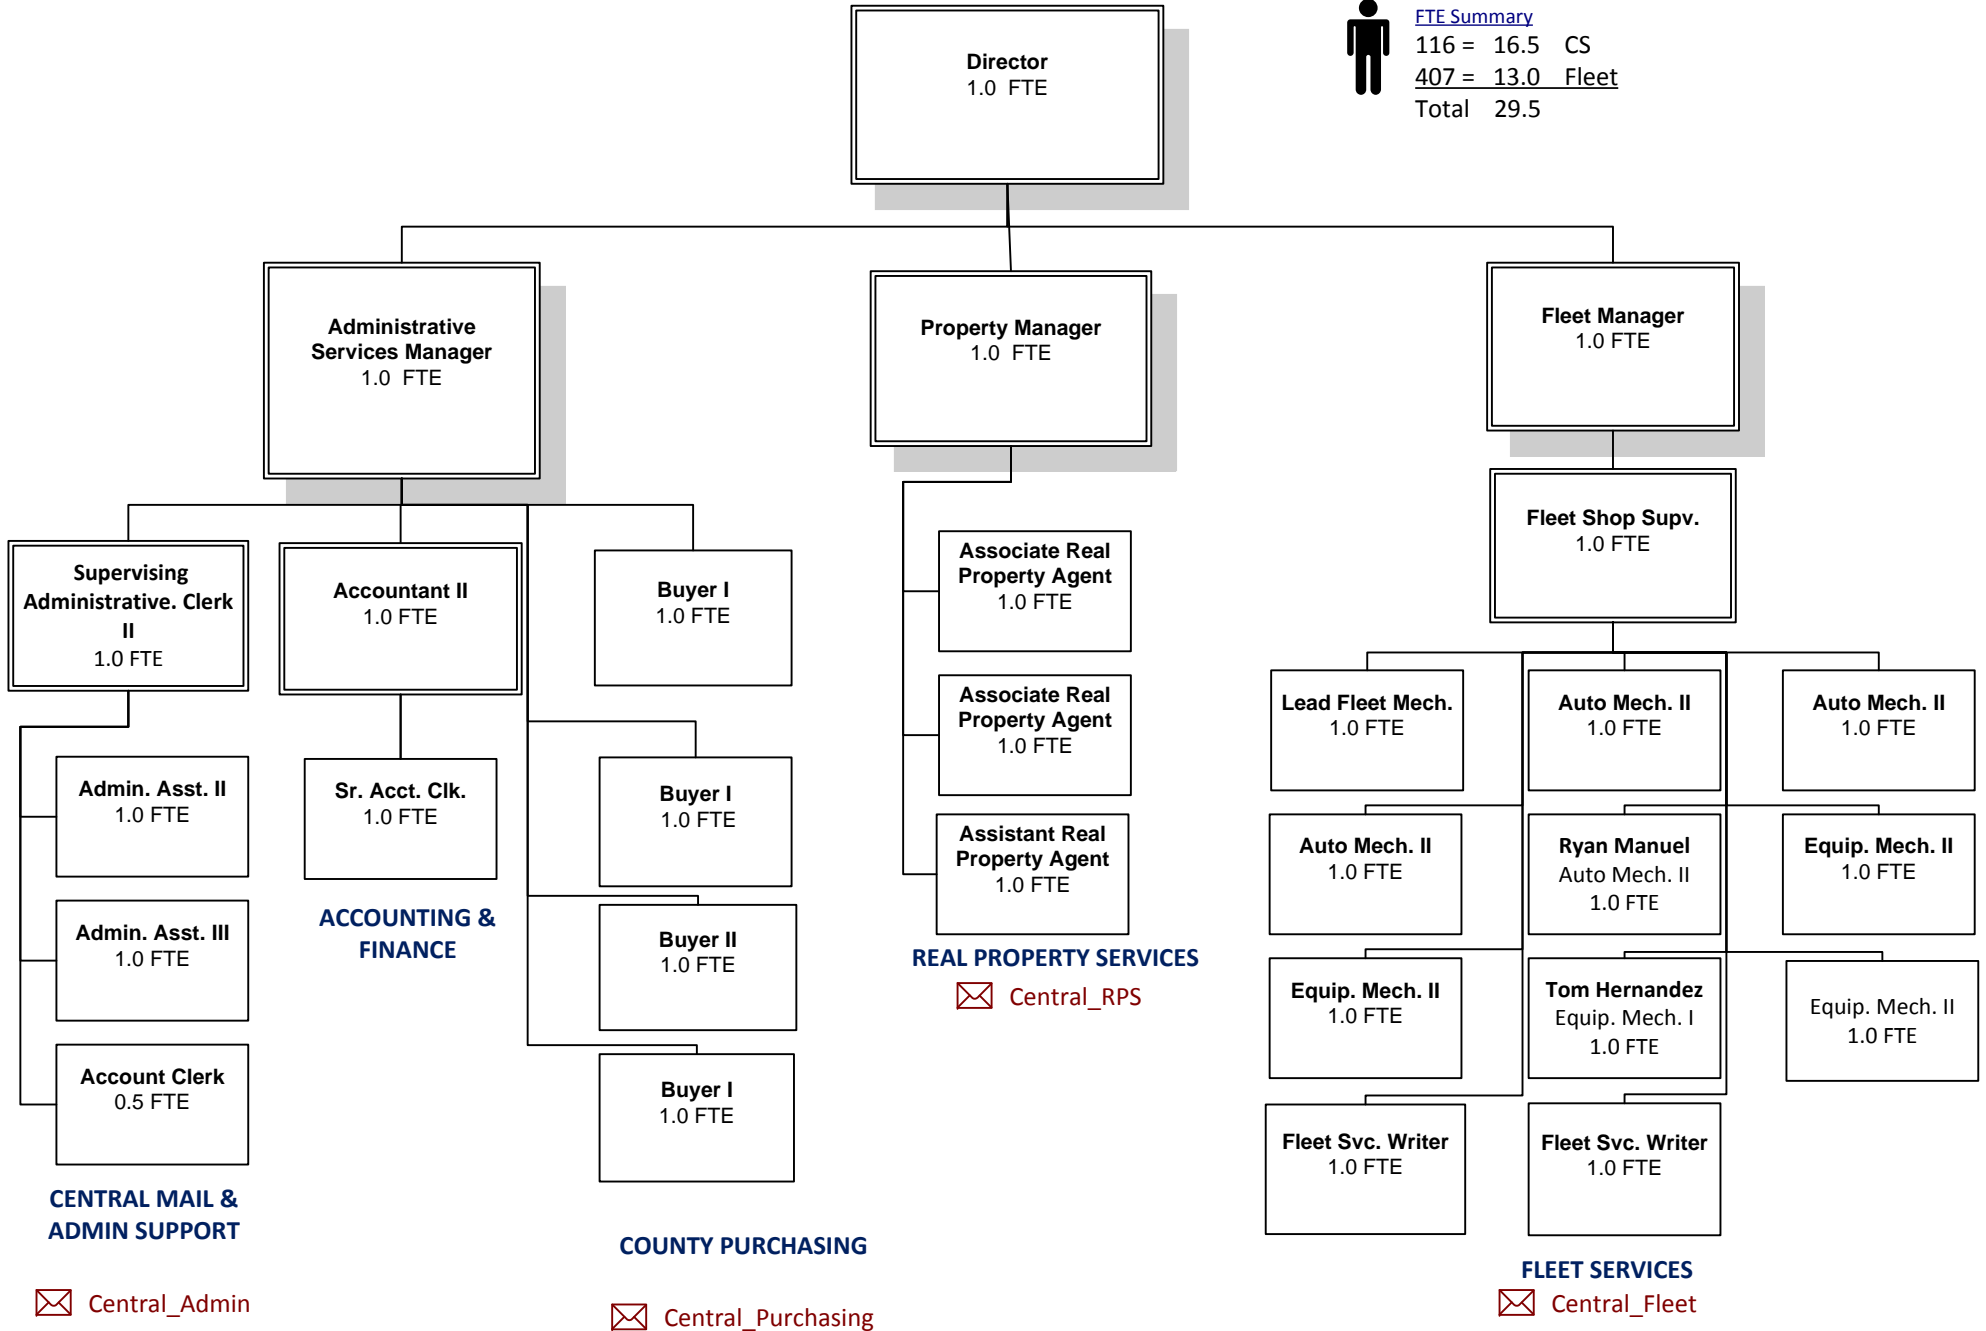 FTE Summary
116 = 16.5 CS
407 = 13.0 Fleet
Total 29.5
Director
1.0 FTE
Administrative
Services Manager
1.0 FTE
Property Manager
1.0 FTE
Fleet Manager
1.0 FTE
Fleet Shop Supv.
1.0 FTE
Supervising
Administrative. Clerk
II
1.0 FTE
Admin. Asst. II
1.0 FTE
Admin. Asst. III
1.0 FTE
Account Clerk
0.5 FTE
CENTRAL MAIL &
ADMIN SUPPORT
Central_Admin
Accountant II
1.0 FTE
Sr. Acct. Clk.
1.0 FTE
ACCOUNTING &
FINANCE
Buyer I
1.0 FTE
Buyer I
1.0 FTE
Buyer II
1.0 FTE
Buyer I
1.0 FTE
COUNTY PURCHASING
Central_Purchasing
Associate Real
Property Agent
1.0 FTE
Associate Real
Property Agent
1.0 FTE
Assistant Real
Property Agent
1.0 FTE
REAL PROPERTY SERVICES
Central_RPS
Lead Fleet Mech.
1.0 FTE
Auto Mech. II
1.0 FTE
Auto Mech. II
1.0 FTE
Auto Mech. II
1.0 FTE
Ryan Manuel
Auto Mech. II
1.0 FTE
Equip. Mech. II
1.0 FTE
Equip. Mech. II
1.0 FTE
Tom Hernandez
Equip. Mech. I
1.0 FTE
Equip. Mech. II
1.0 FTE
Fleet Svc. Writer
1.0 FTE
Fleet Svc. Writer
1.0 FTE
FLEET SERVICES
Central_Fleet